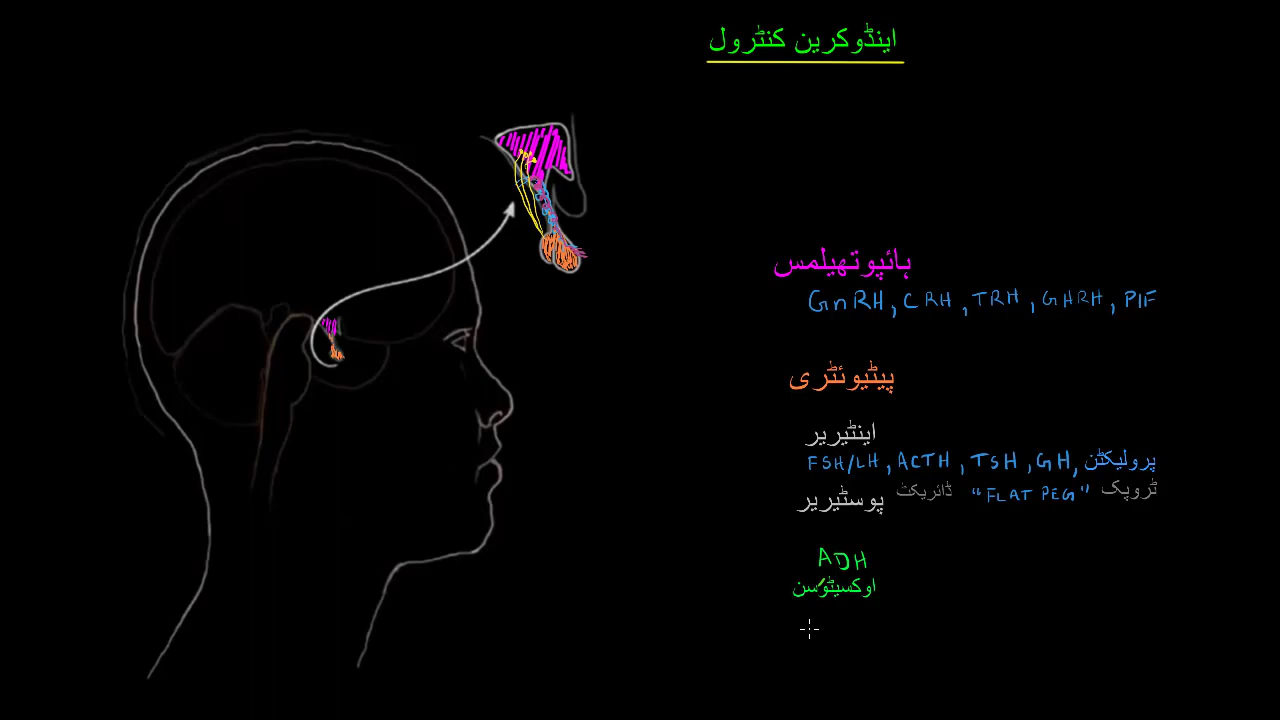 اینڈوکرین کنٹرول
ہائپوتھیلمس
GnRH, CRH, TRH, GHRH, PIF
پیٹیوئٹری
اینٹیریر
FSH/LH, ACTH, TSH, GH, پرولیکٹن
ٹروپک "FLAT PEG" ڈائریکٹ
پوسٹیریر
ADH
اوکسیٹوسن